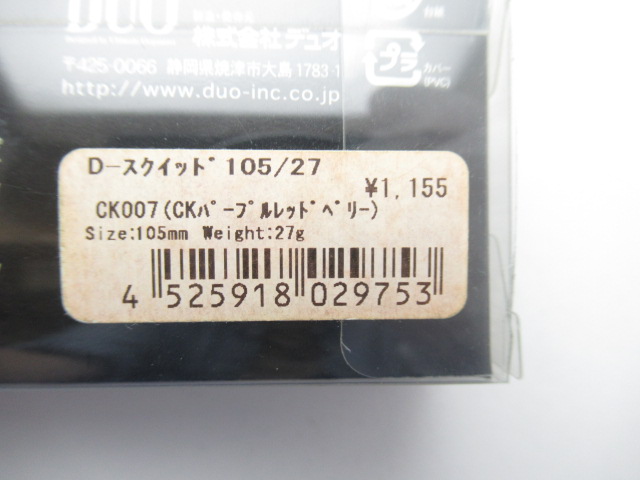 DUO
株式会社デュオ
〒425-0066 静岡県焼津市大島1783-1
http://www.duo-inc.co.jp
プラ
カバー
(PVC)
D-スクイッド 105/27
¥1,155
CK007(CKパープルレッドベリー)
Size:105mm Weight:27g
4 525918 029753